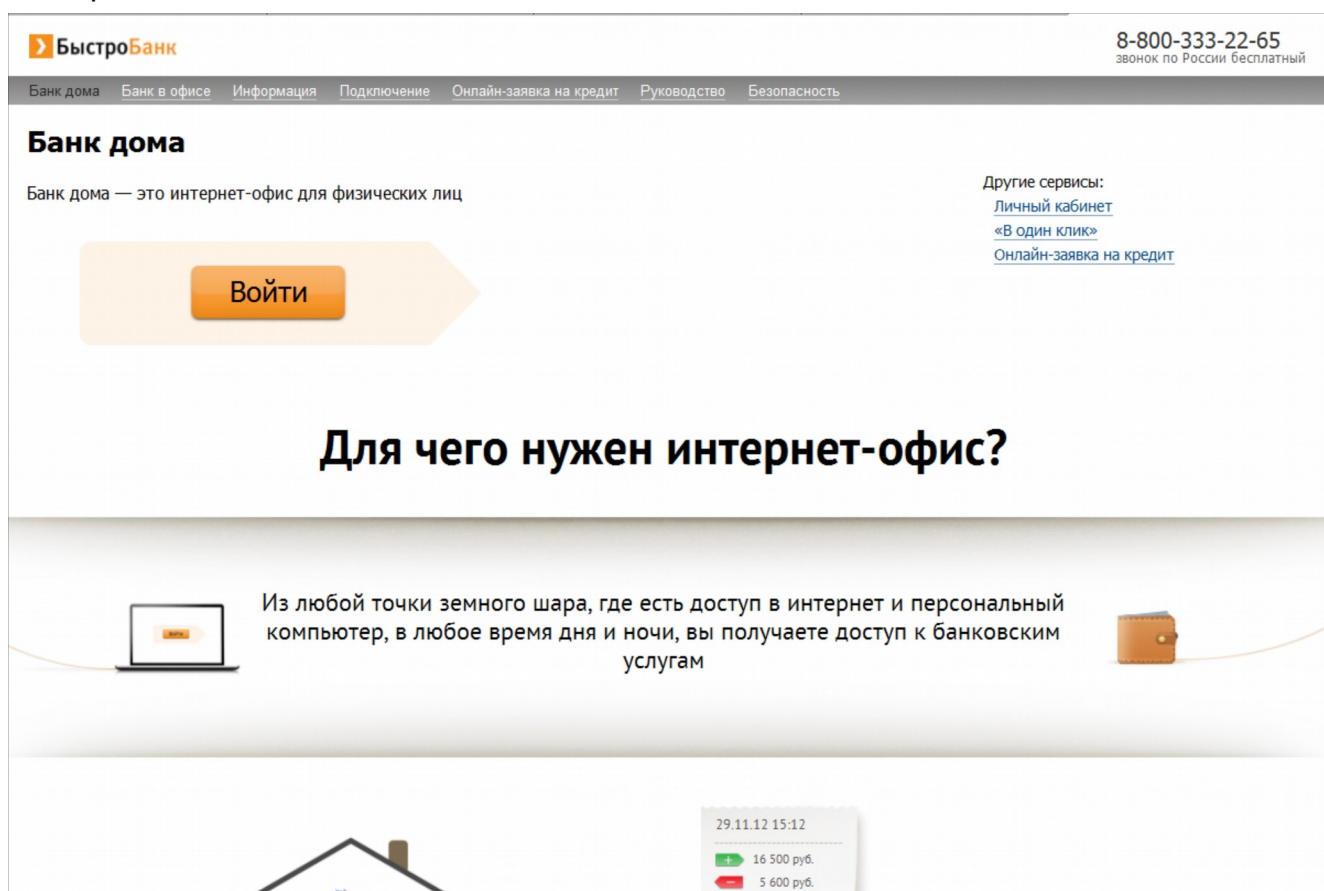 БыстроБанк
8-800-333-22-65
звонок по России бесплатный
Банк дома Банк в офисе Информация Подключение Онлайн-заявка на кредит Руководство Безопасность
Банк дома
Банк дома — это интернет-офис для физических лиц
Другие сервисы:
Личный кабинет
«В один клик»
Онлайн-заявка на кредит
Войти
Для чего нужен интернет-офис?
Из любой точки земного шара, где есть доступ в интернет и персональный
компьютер, в любое время дня и ночи, вы получаете доступ к банковским
услугам
Войти
29.11.12 15:12
+ 16 500 руб.
− 5 600 руб.